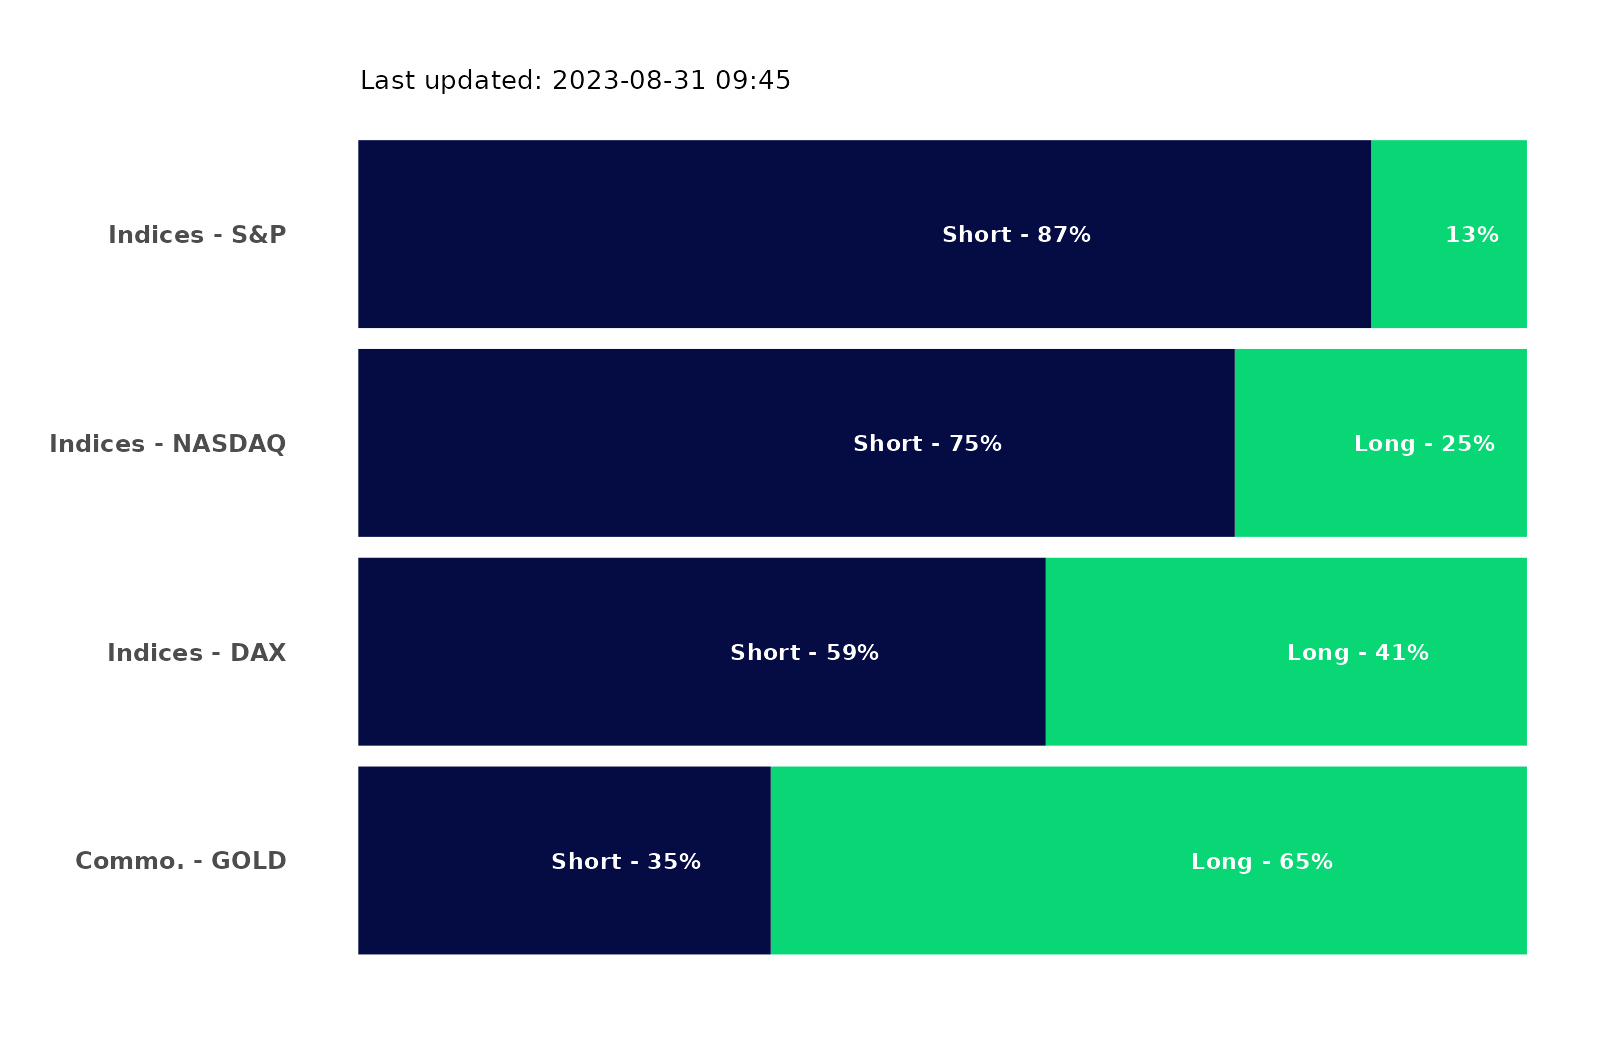 Last updated: 2023-08-31 09:45
Indices - S&P
Short - 87%
13%
Indices - NASDAQ
Short - 75%
Long - 25%
Indices - DAX
Short - 59%
Long - 41%
Commo. - GOLD
Short - 35%
Long - 65%